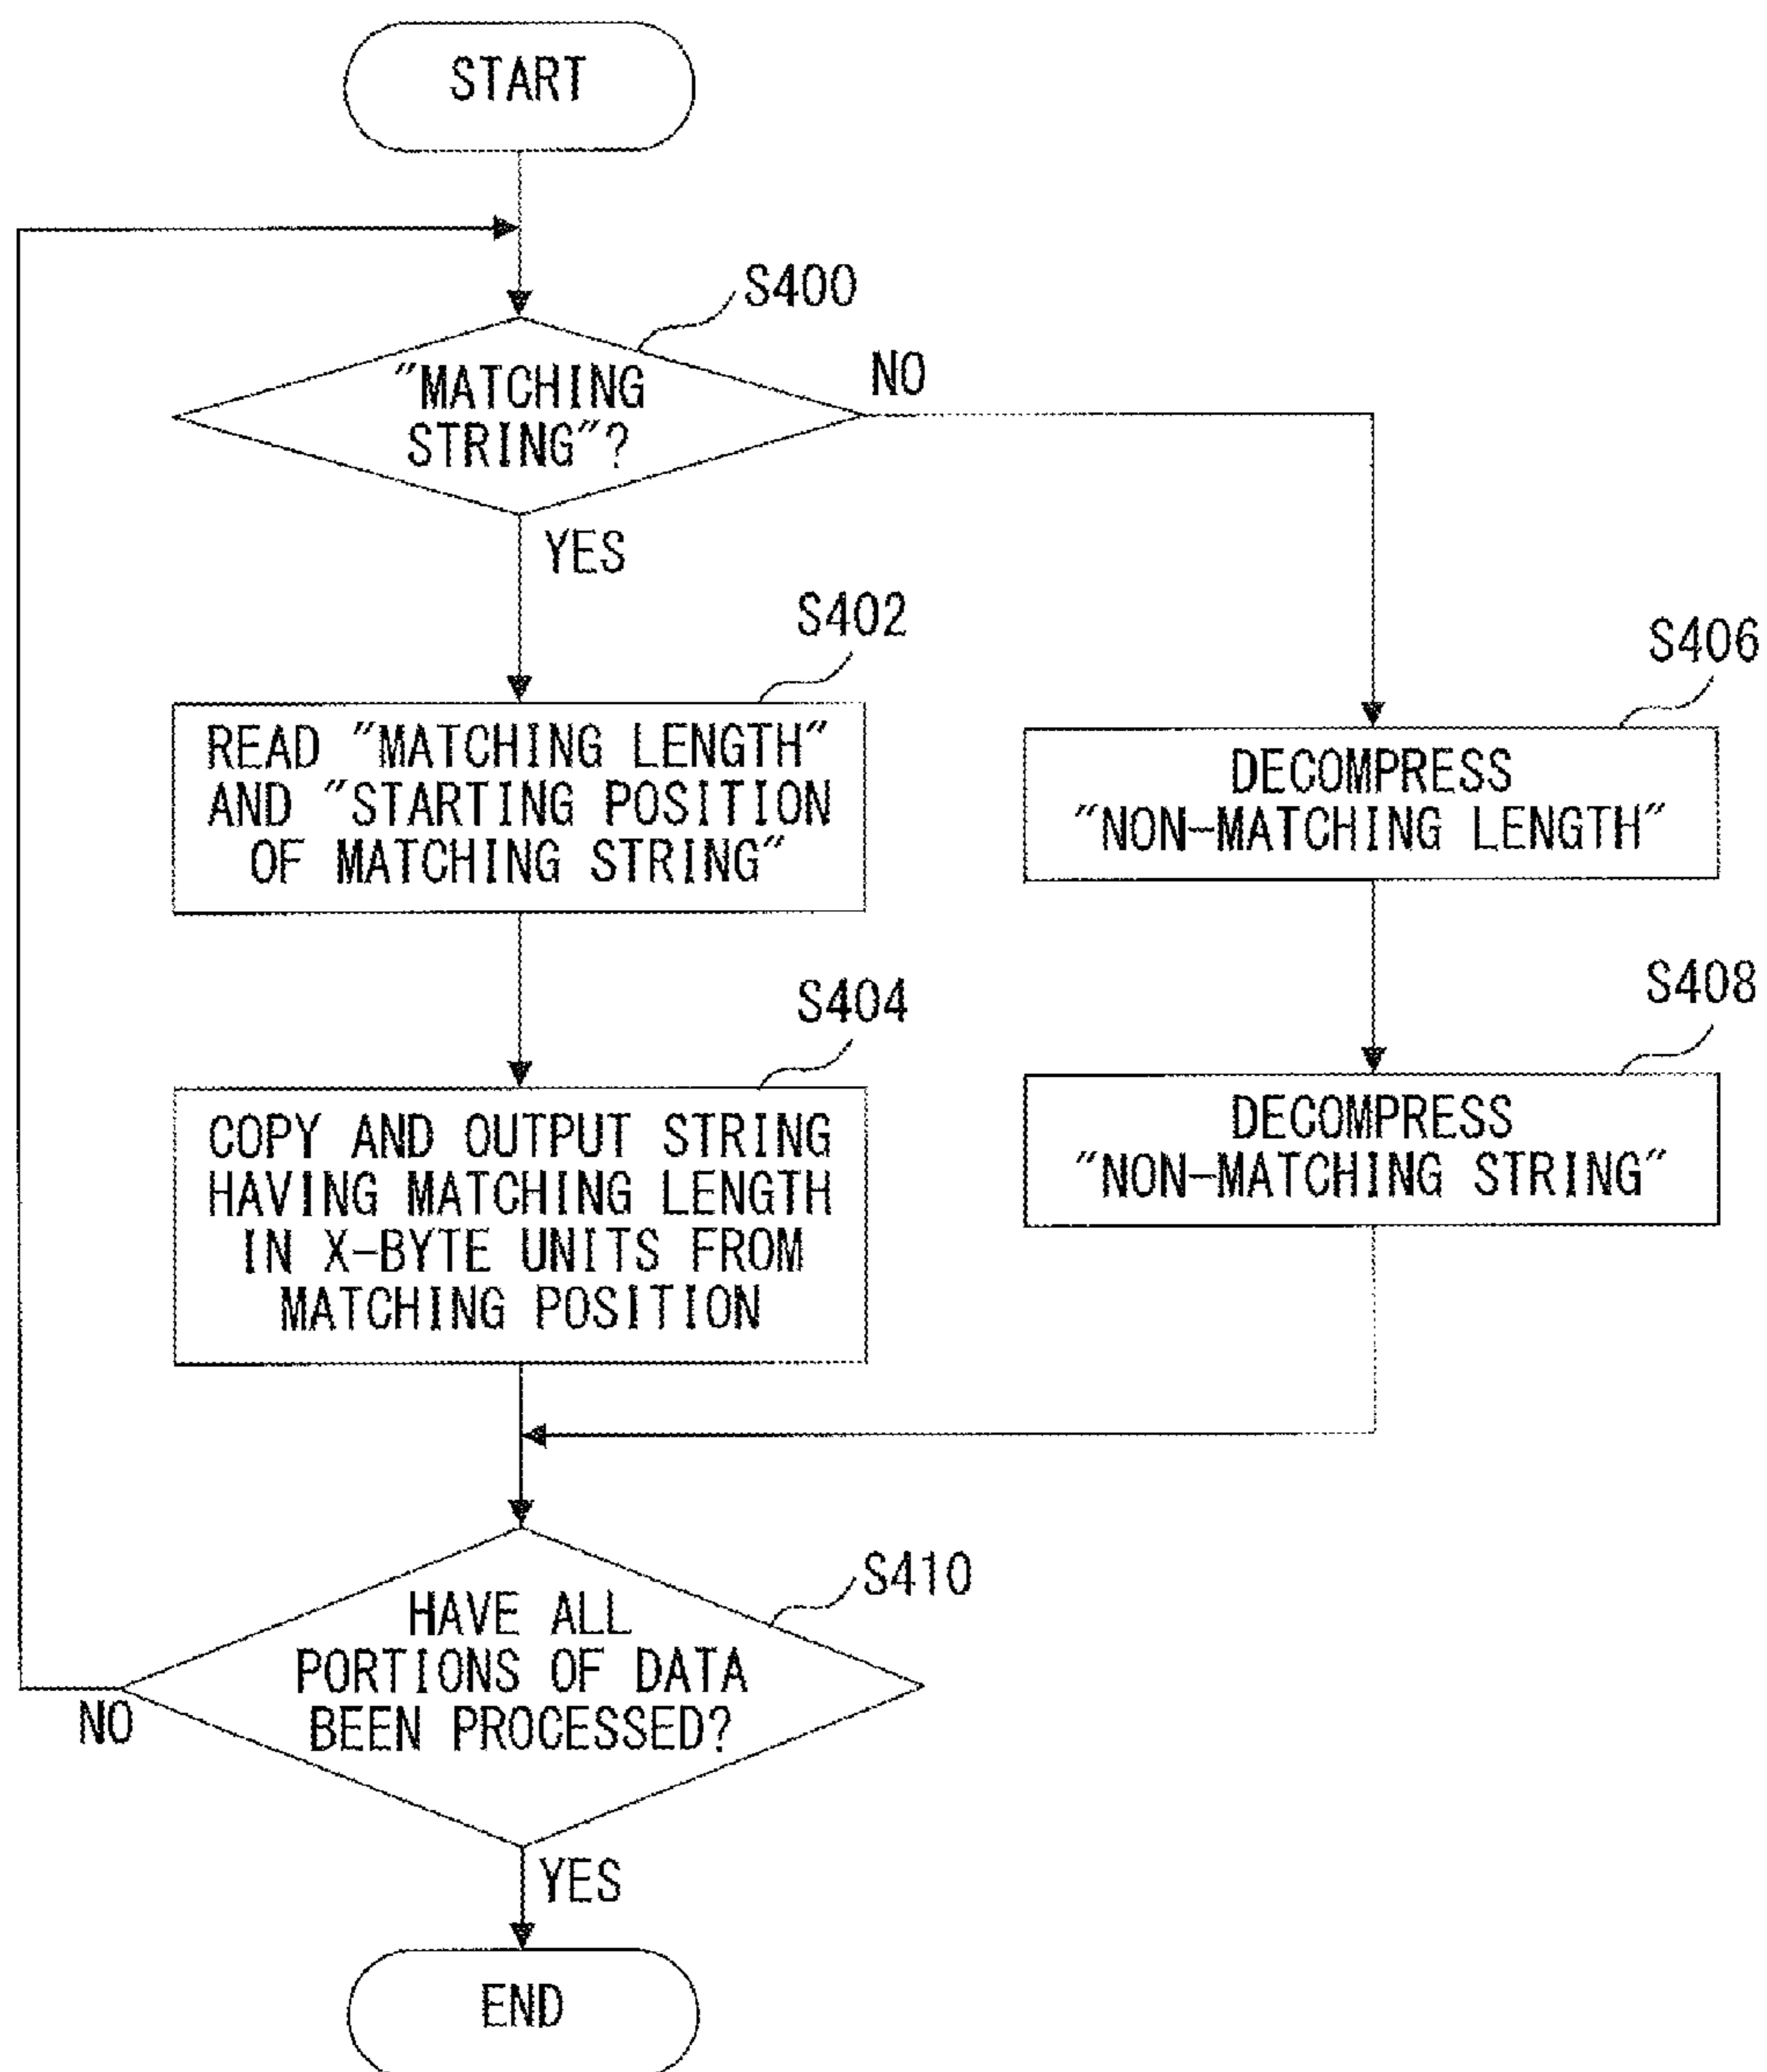 START
S400
"MATCHING
STRING"?
NO
YES
S402
READ "MATCHING LENGTH"
AND "STARTING POSITION
OF MATCHING STRING"
S406
DECOMPRESS
"NON-MATCHING LENGTH"
S404
COPY AND OUTPUT STRING
HAVING MATCHING LENGTH
IN X-BYTE UNITS FROM
MATCHING POSITION
S408
DECOMPRESS
"NON-MATCHING STRING"
S410
HAVE ALL
PORTIONS OF DATA
BEEN PROCESSED?
NO
YES
END